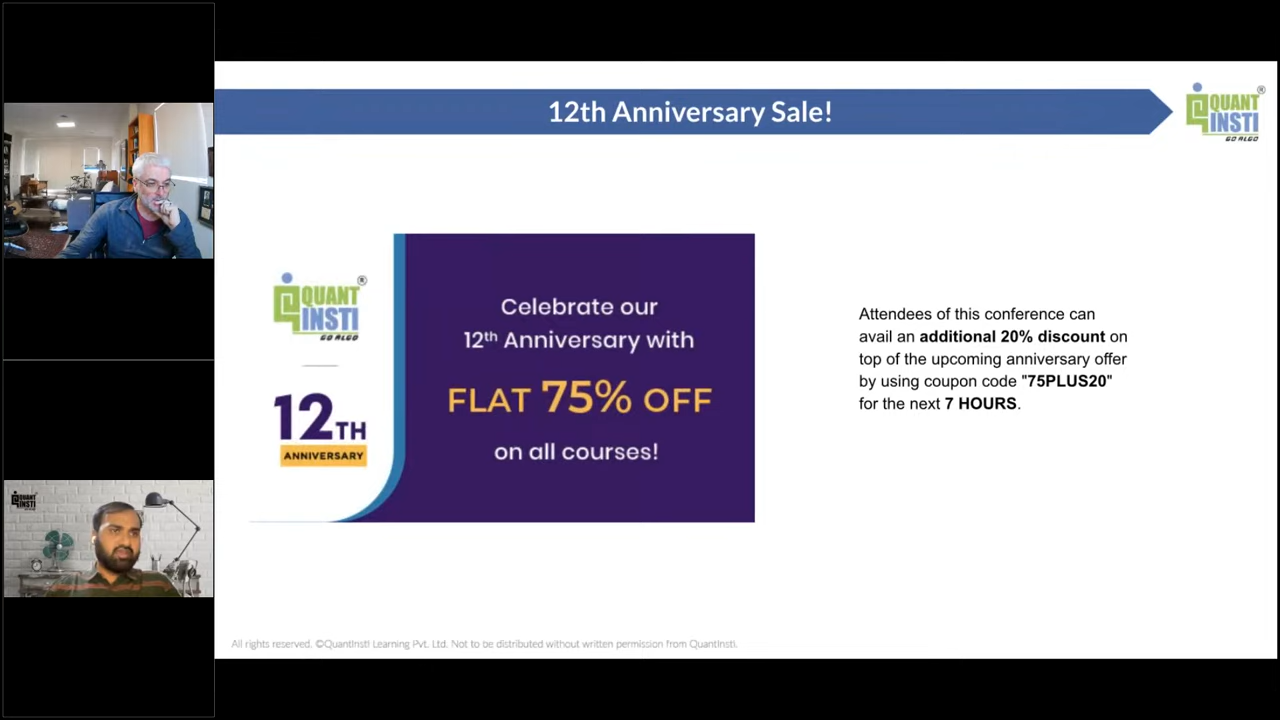 12th Anniversary Sale!
QUANT
INSTI
GO ALGO
®
QUANT
INSTI
GO ALGO
®
12TH
ANNIVERSARY
Celebrate our
12th Anniversary with
FLAT 75% OFF
on all courses!
Attendees of this conference can
avail an additional 20% discount on
top of the upcoming anniversary offer
by using coupon code "75PLUS20"
for the next 7 HOURS.
QUANT
INSTI
All rights reserved. ©QuantInsti Learning Pvt. Ltd. Not to be distributed without written permission from QuantInsti.